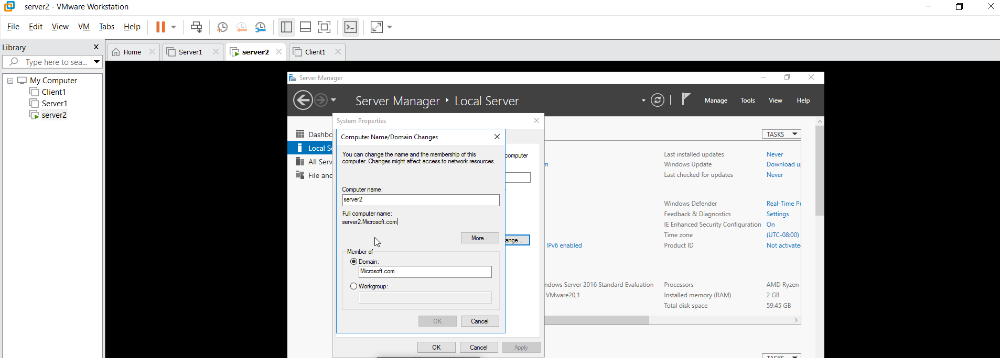 server2 - VMware Workstation
File Edit View VM Tabs Help
Library
Type here to sea...
Home Server1 server2 Client1
My Computer
Client1
Server1
server2
Server Manager
Server Manager Local Server
Manage Tools View Help
Dashbo
Local Se
All Serv
File and
System Properties
Computer Name/Domain Changes
You can change the name and the membership of this
computer. Changes might affect access to network resources.
Computer name:
server2
Full computer name:
server2.Microsoft.com
More...
Member of
Domain:
Microsoft.com
Workgroup:
OK Cancel
computer
ange...
OK Cancel Apply
TASKS
m
IPv6 enabled
ndows Server 2016 Standard Evaluation
VMware20,1
Last installed updates Never
Windows Update Download u
Last checked for updates Never
Windows Defender Real-Time Pr
Feedback & Diagnostics Settings
IE Enhanced Security Configuration On
Time zone (UTC-08:00)
Product ID Not activate
Processors AMD Ryzen
Installed memory (RAM) 2 GB
Total disk space 59.45 GB
TASKS